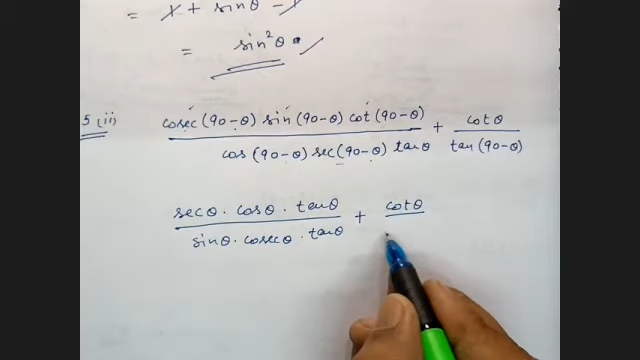 = x + sinθ - x
= sin²θ.
5 (ii) cosec (90-θ) sin (90-θ) cot (90-θ) / cos (90-θ) sec (90-θ) tanθ + cotθ / tan (90-θ)
secθ . cosθ . tanθ / sinθ . cosecθ . tanθ + cotθ